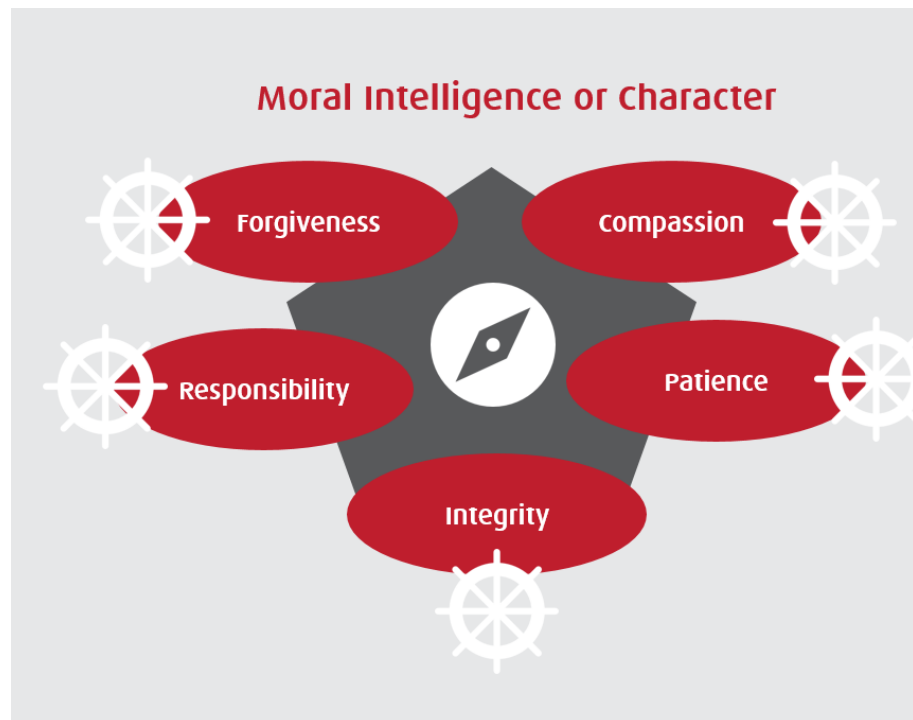 Moral Intelligence or Character
Forgiveness
Compassion
Responsibility
Patience
Integrity